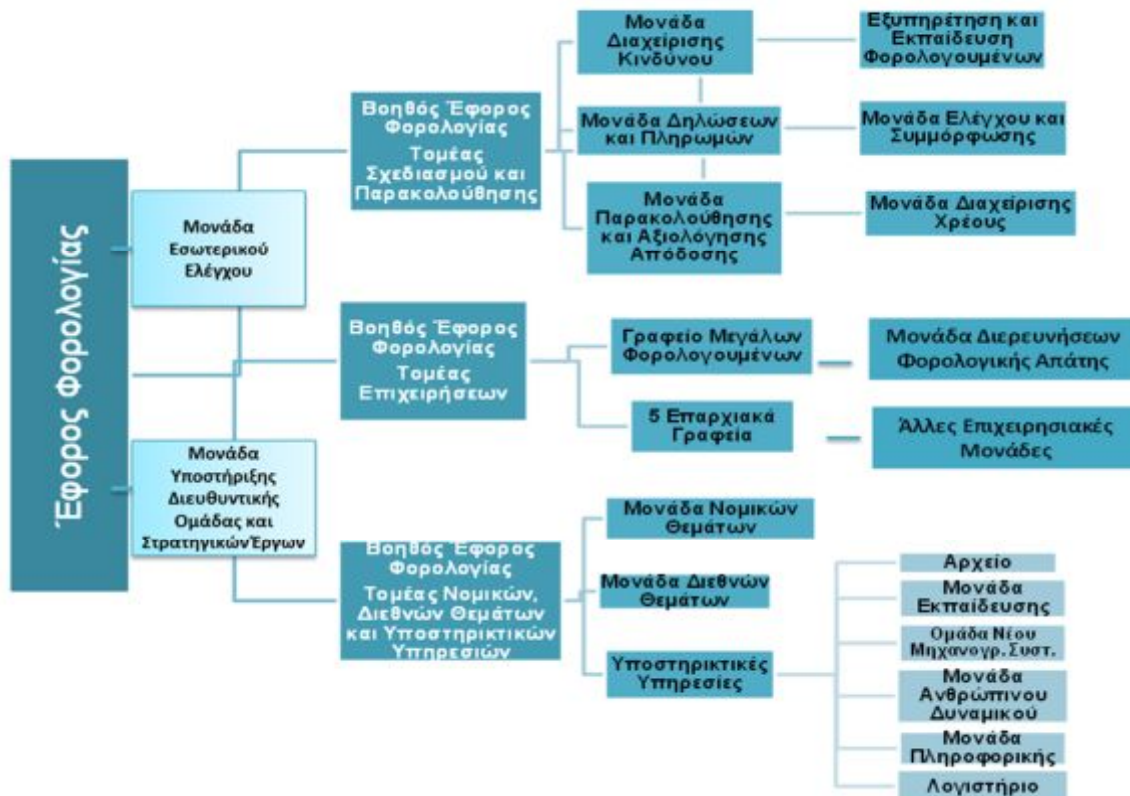 Έφορος Φορολογίας
Μονάδα
Εσωτερικού
Ελέγχου
Μονάδα
Υποστήριξης
Διευθυντικής
Ομάδας και
ΣτρατηγικώνΈργων
Βοηθός Έφορος
Φορολογίας
Τομέας
Σχεδιασμού και
Παρακολούθησης
Μονάδα
Διαχείρισης
Κινδύνου
Εξυπηρέτηση και
Εκπαίδευση
Φορολογουμένων
Μονάδα Δηλώσεων
και Πληρωμών
Μονάδα Ελέγχου και
Συμμόρφωσης
Μονάδα
Παρακολούθησης
και Αξιολόγησης
Απόδοσης
Μονάδα Διαχείρισης
Χρέους
Βοηθός Έφορος
Φορολογίας
Τομέας
Επιχειρήσεων
Γραφείο Μεγάλων
Φορολογουμένων
Μονάδα Διερευνήσεων
Φορολογικής Απάτης
5 Επαρχιακά
Γραφεία
Άλλες Επιχειρησιακές
Μονάδες
Βοηθός Έφορος
Φορολογίας
Τομέας Νομικών,
Διεθνών Θεμάτων
και Υποστηρικτικών
Υπηρεσιών
Μονάδα Νομικών
Θεμάτων
Μονάδα Διεθνών
Θεμάτων
Υποστηρικτικές
Υπηρεσίες
Αρχείο
Μονάδα
Εκπαίδευσης
Ομάδα Νέου
Μηχανογρ. Συστ.
Μονάδα
Ανθρώπινου
Δυναμικού
Μονάδα
Πληροφορικής
Λογιστήριο